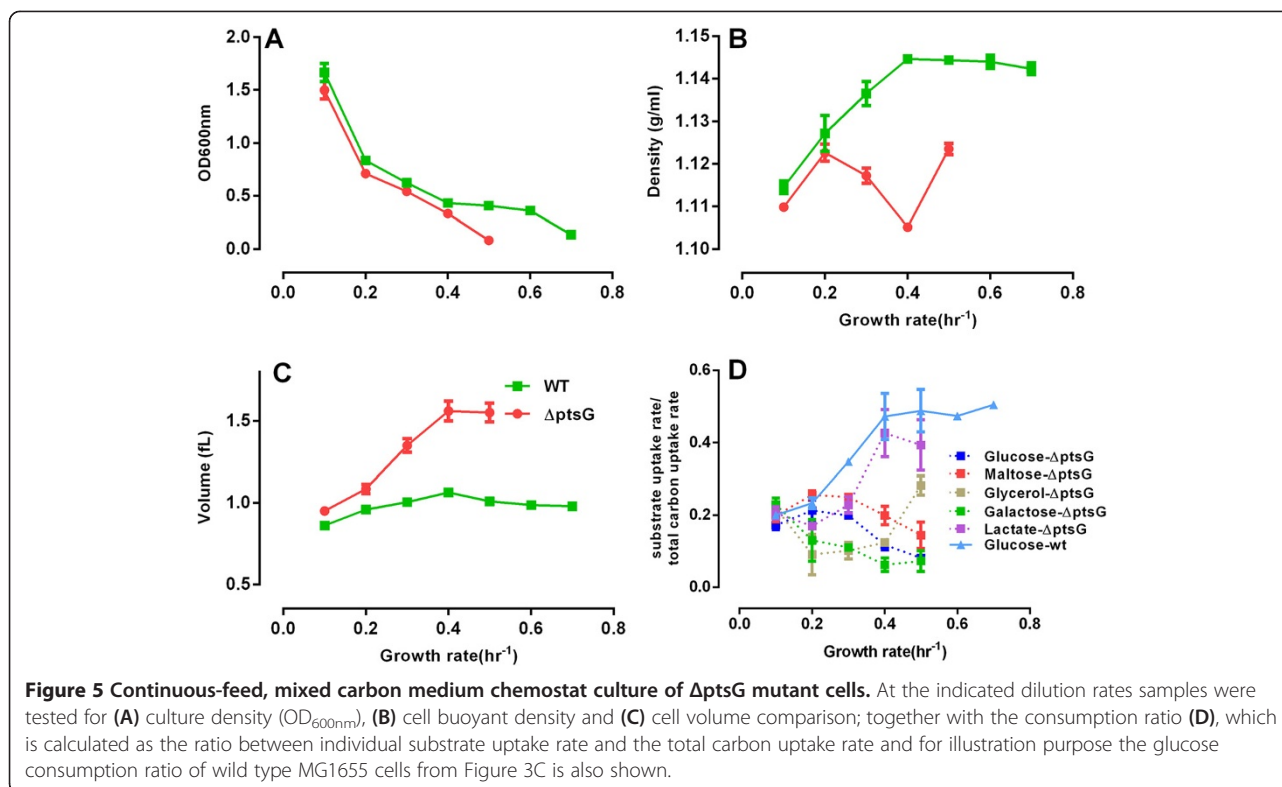 A
OD600nm
2.0
1.5
1.0
0.5
0.0
0.0 0.2 0.4 0.6 0.8
B
Density (g/ml)
1.15
1.14
1.13
1.12
1.11
1.10
0.0 0.2 0.4 0.6 0.8
Growth rate(hr-1)
C
Volume (fL)
1.5
1.0
0.5
WT
ΔptsG
0.0 0.2 0.4 0.6 0.8
Growth rate(hr-1)
D
substrate uptake rate/
total carbon uptake rate
0.6
0.4
0.2
0.0
Glucose-ΔptsG
Maltose-ΔptsG
Glycerol-ΔptsG
Galactose-ΔptsG
Lactate-ΔptsG
Glucose-wt
0.0 0.2 0.4 0.6 0.8
Growth rate(hr-1)
Figure 5 Continuous-feed, mixed carbon medium chemostat culture of ΔptsG mutant cells. At the indicated dilution rates samples were
tested for (A) culture density (OD600nm), (B) cell buoyant density and (C) cell volume comparison; together with the consumption ratio (D), which
is calculated as the ratio between individual substrate uptake rate and the total carbon uptake rate and for illustration purpose the glucose
consumption ratio of wild type MG1655 cells from Figure 3C is also shown.